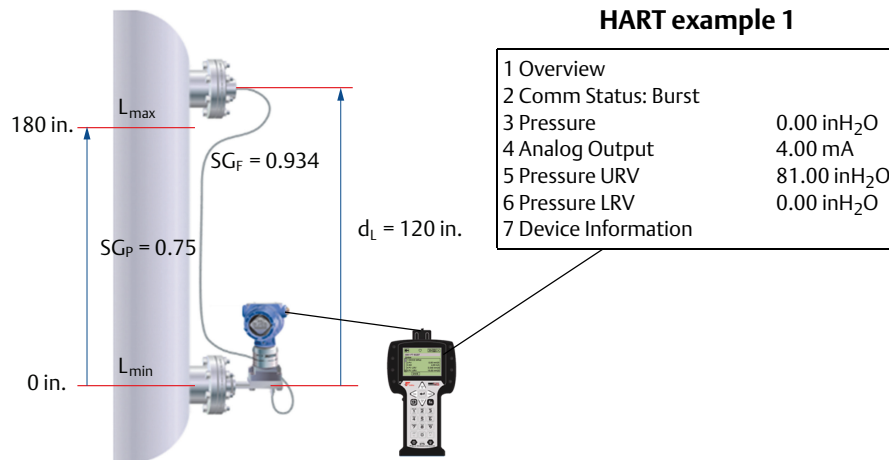 HART example 1
1 Overview
2 Comm Status: Burst
3 Pressure 0.00 inH₂O
4 Analog Output 4.00 mA
5 Pressure URV 81.00 inH₂O
6 Pressure LRV 0.00 inH₂O
7 Device Information
Lmax
180 in.
SGF = 0.934
dL = 120 in.
SGP = 0.75
Lmin
0 in.